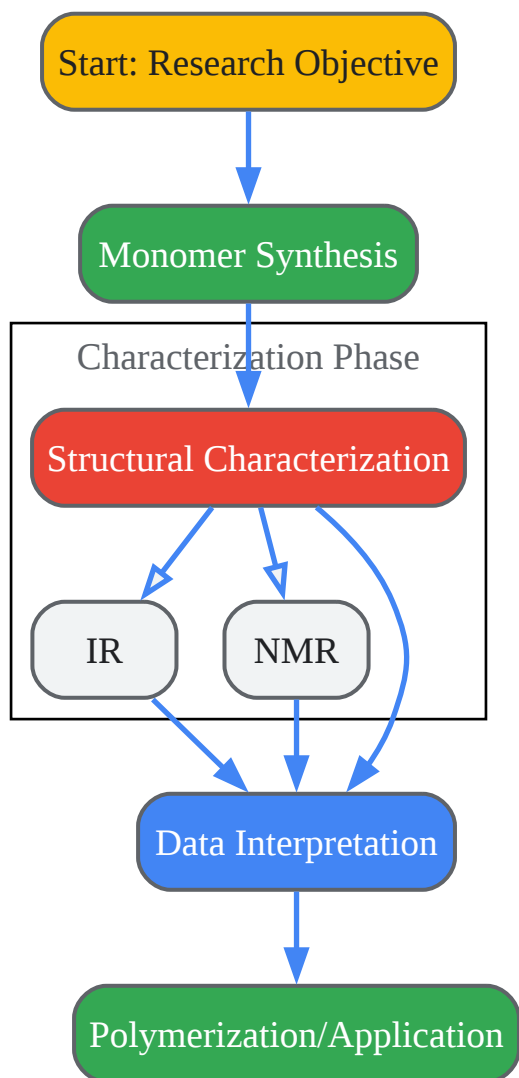 Start: Research Objective
Monomer Synthesis
Characterization Phase
Structural Characterization
IR
NMR
Data Interpretation
Polymerization/Application